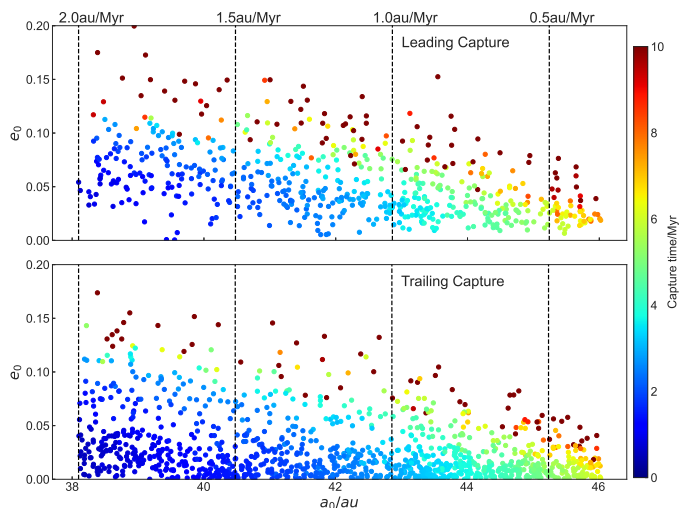 2.0au/Myr 1.5au/Myr 1.0au/Myr 0.5au/Myr
0.20
Leading Capture
0.15
0.10
e₀
0.05
0.00
0.20
Trailing Capture
0.15
0.10
e₀
0.05
0.00
38 40 42 44 46
a₀/au
10
8
6
4
2
0
Capture time/Myr